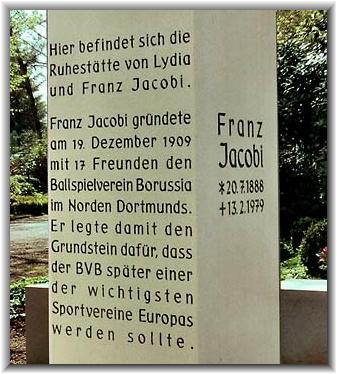 Hier befindet sich die
Ruhestätte von Lydia
und Franz Jacobi.
Franz Jacobi gründete
am 19. Dezember 1909
mit 17 Freunden den
Ballspielverein Borussia
im Norden Dortmunds.
Er legte damit den
Grundstein dafür, dass
der BVB später einer
der wichtigsten
Sportvereine Europas
werden sollte.
Franz
Jacobi
*20.7.1888
†13.2.1979